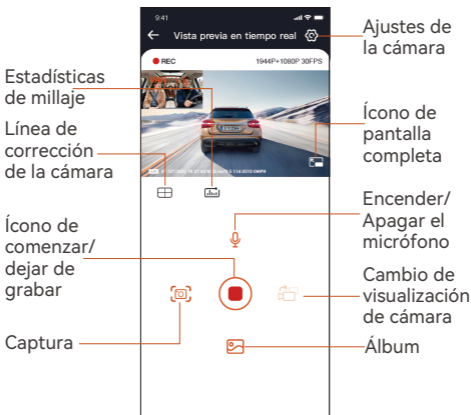 9:41
Vista previa en tiempo real
REC
1944P+1080P 30FPS
Ajustes de
la cámara
Estadísticas
de millaje
Línea de
corrección
de la cámara
Ícono de
comenzar/
dejar de
grabar
Captura
Ícono de
pantalla
completa
Encender/
Apagar el
micrófono
Cambio de
visualización
de cámara
Álbum